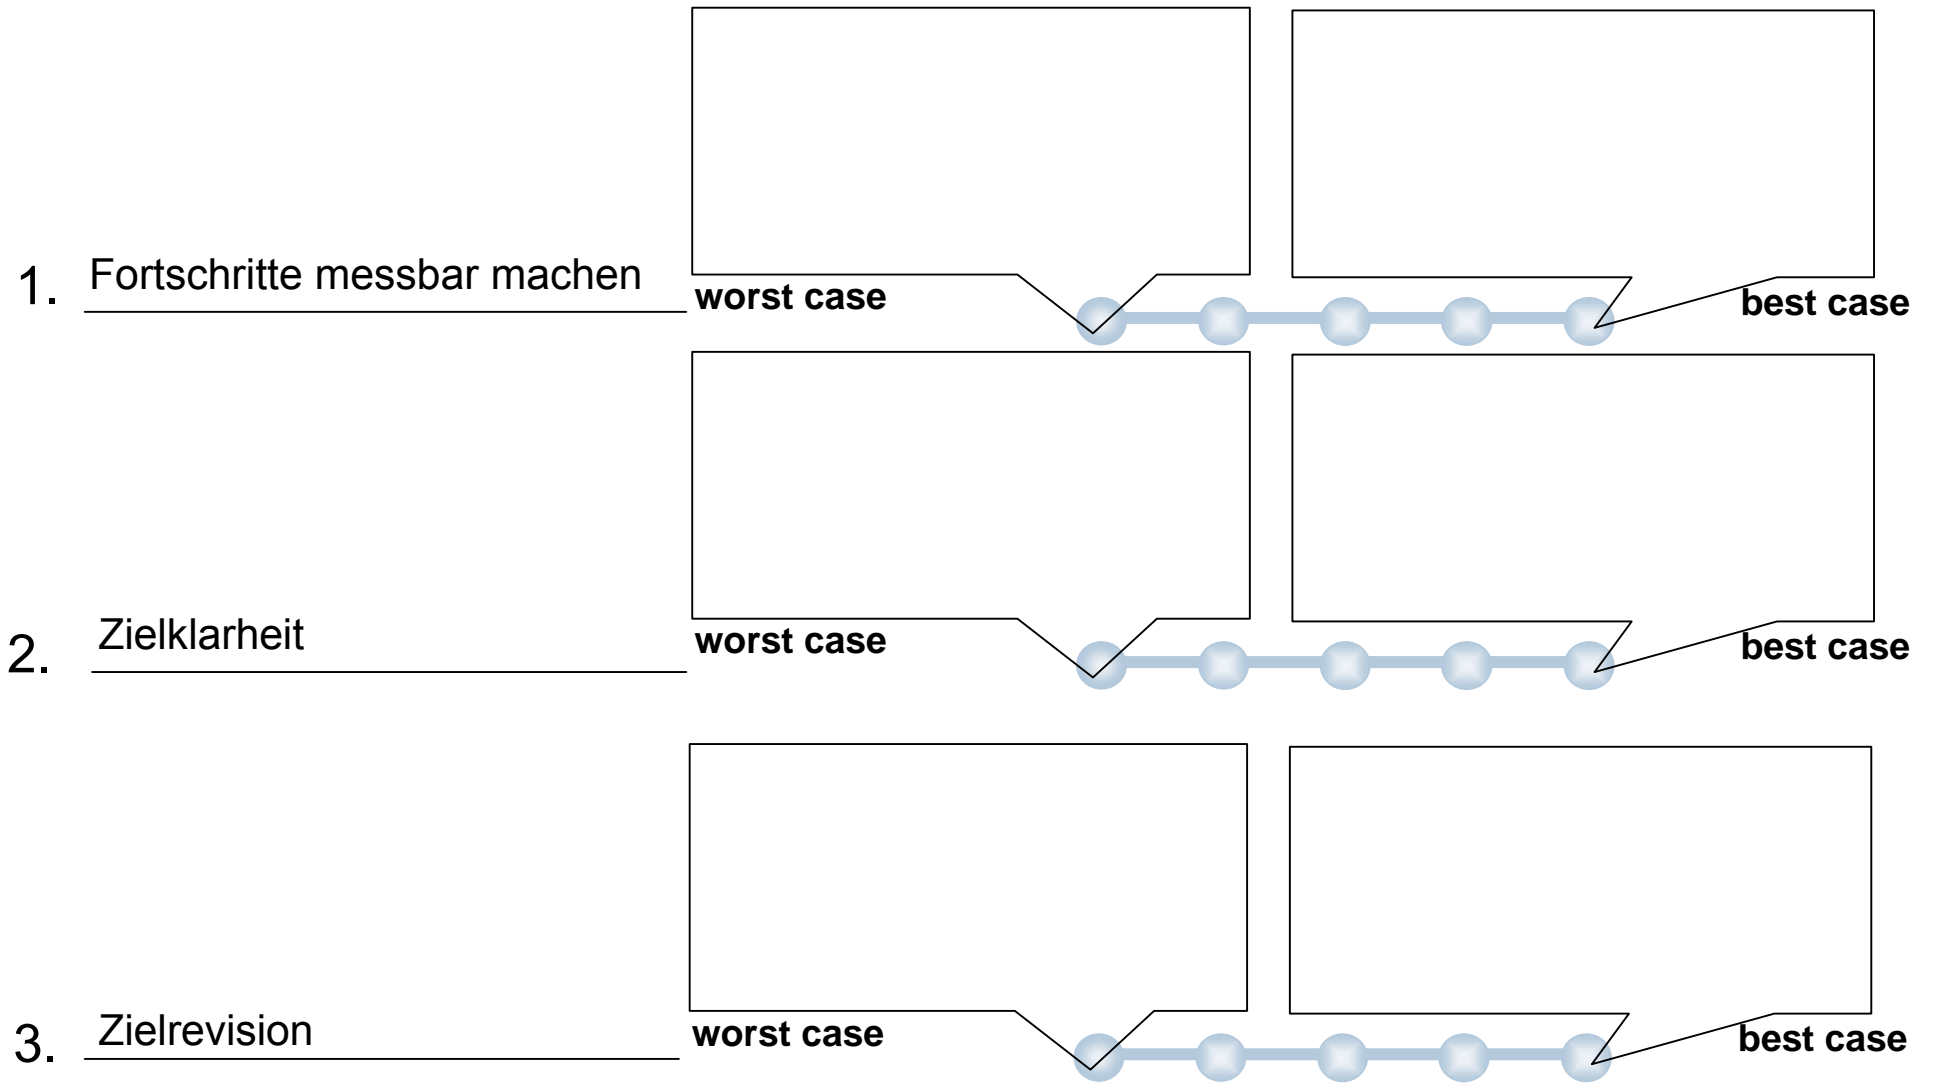 1. Fortschritte messbar machen
worst case
best case
2. Zielklarheit
worst case
best case
3. Zielrevision
worst case
best case